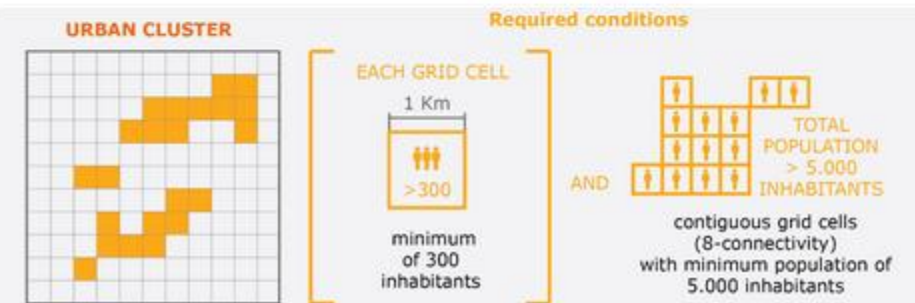 Required conditions
URBAN CLUSTER
EACH GRID CELL
1 Km
>300
minimum
of 300
inhabitants
AND
TOTAL
POPULATION
> 5.000
INHABITANTS
contiguous grid cells
(8-connectivity)
with minimum population of
5.000 inhabitants